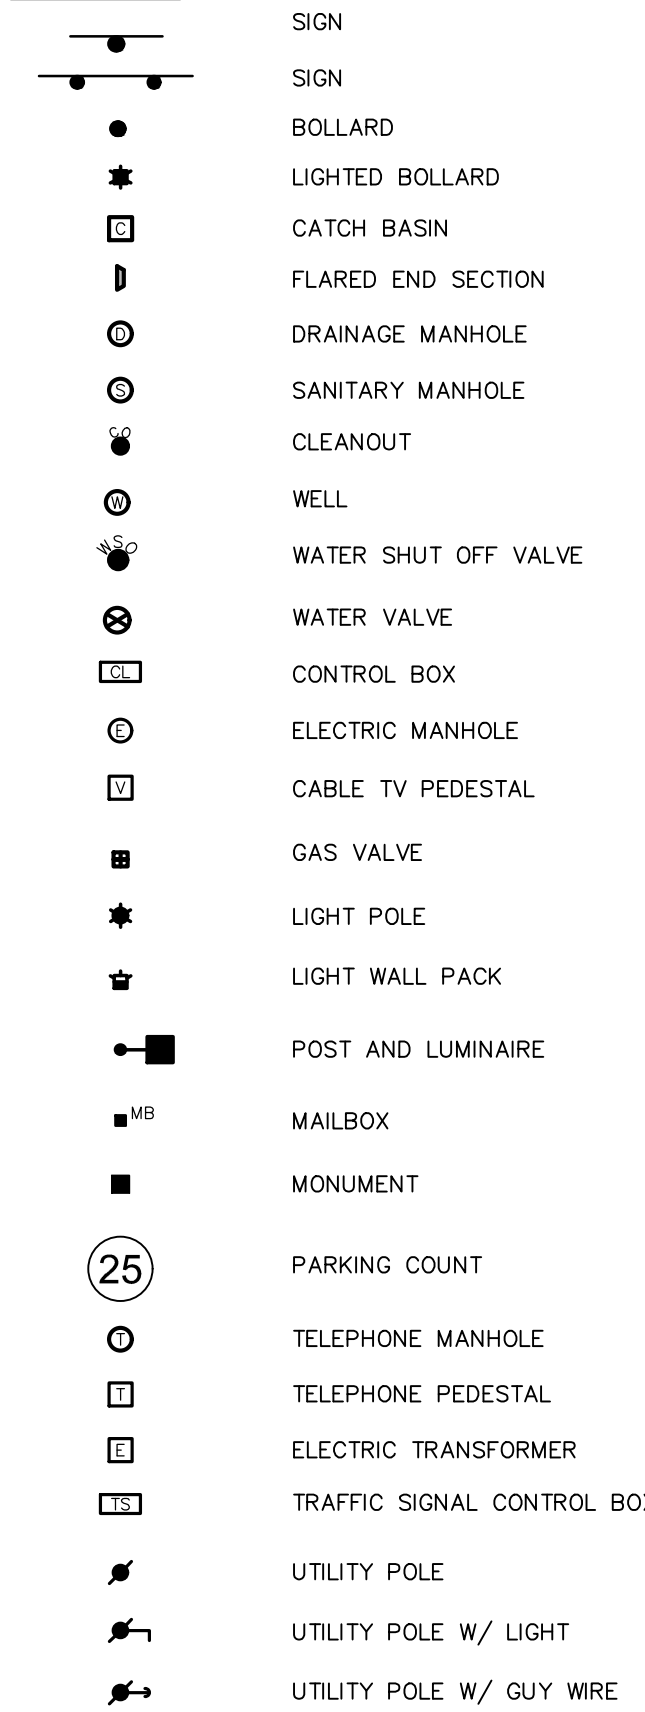 SIGN
SIGN
BOLLARD
LIGHTED BOLLARD
C CATCH BASIN
FLARED END SECTION
D DRAINAGE MANHOLE
S SANITARY MANHOLE
CO CLEANOUT
W WELL
WSO WATER SHUT OFF VALVE
WATER VALVE
CL CONTROL BOX
E ELECTRIC MANHOLE
V CABLE TV PEDESTAL
GAS VALVE
LIGHT POLE
LIGHT WALL PACK
POST AND LUMINAIRE
MB MAILBOX
MONUMENT
25 PARKING COUNT
T TELEPHONE MANHOLE
T TELEPHONE PEDESTAL
E ELECTRIC TRANSFORMER
TS TRAFFIC SIGNAL CONTROL BOX
UTILITY POLE
UTILITY POLE W/ LIGHT
UTILITY POLE W/ GUY WIRE